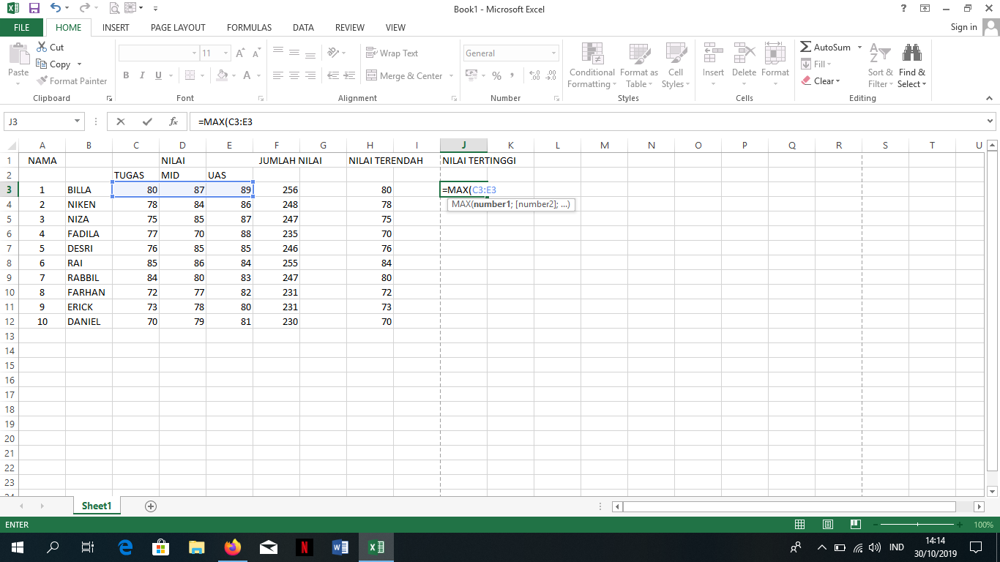 Book1 - Microsoft Excel
FILE HOME INSERT PAGE LAYOUT FORMULAS DATA REVIEW VIEW Sign in
Cut
Copy
Format Painter
Paste
Clipboard
11
B I U
Font
Wrap Text
Merge & Center
Alignment
General
%
Number
Conditional Formatting
Format as Table
Cell Styles
Styles
Insert Delete Format
Cells
AutoSum
Fill
Clear
Sort & Filter
Find & Select
Editing
J3 fx =MAX(C3:E3
A B C D E F G H I J K L M N O P Q R S T U
1 NAMA NILAI JUMLAH NILAI NILAI TERENDAH NILAI TERTINGGI
2 TUGAS MID UAS
3 1 BILLA 80 87 89 256 80 =MAX(C3:E3
MAX(number1; [number2]; ...)
4 2 NIKEN 78 84 86 248 78
5 3 NIZA 75 85 87 247 75
6 4 FADILA 77 70 88 235 70
7 5 DESRI 76 85 85 246 76
8 6 RAI 85 86 84 255 84
9 7 RABBIL 84 80 83 247 80
10 8 FARHAN 72 77 82 231 72
11 9 ERICK 73 78 80 231 73
12 10 DANIEL 70 79 81 230 70
13
14
15
16
17
18
19
20
21
22
23
24
Sheet1
ENTER 100%
IND
14:14
30/10/2019